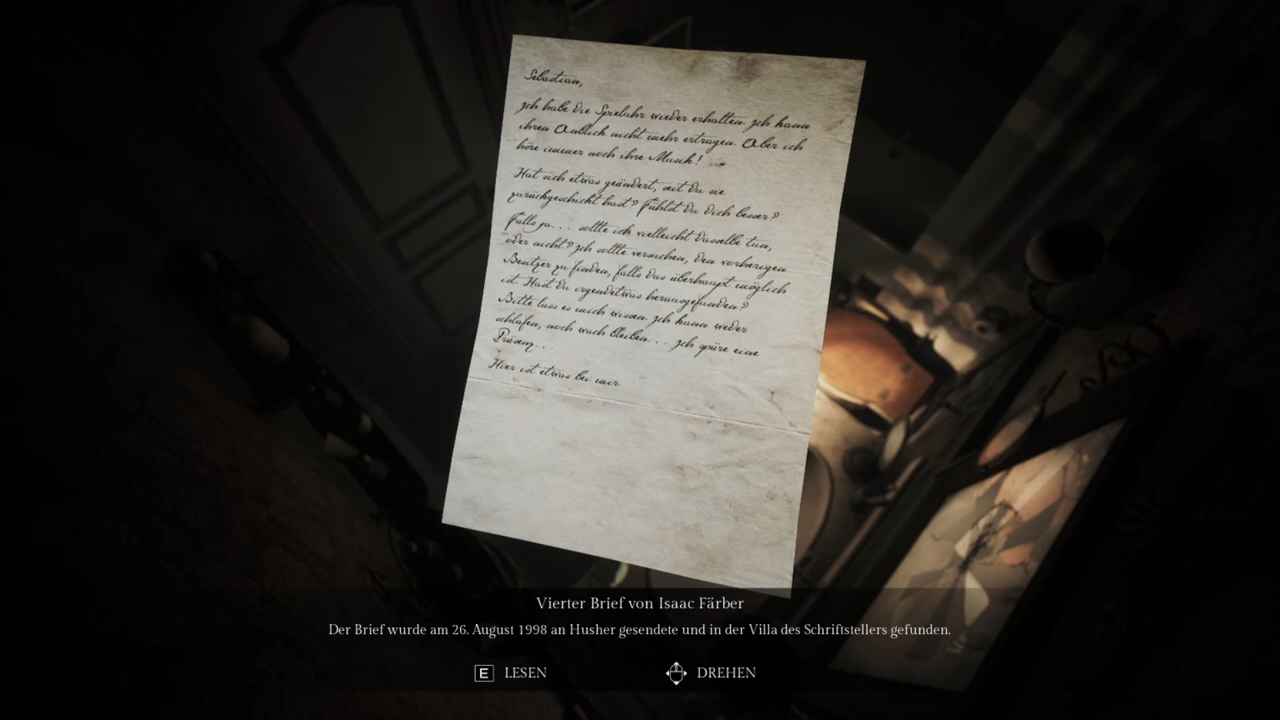 Sebastian,
Ich habe die Spieluhr wieder erhalten. Ich kann
ihren Anblick nicht mehr ertragen. Aber ich
höre immer noch ihre Musik!
Hat sich etwas geändert, seit Du sie
zurückgeschickt hast? Fühlst Du Dich besser?
Falls ja... sollte ich vielleicht dasselbe tun,
oder nicht? Ich sollte versuchen, den vorherigen
Besitzer zu finden, falls das überhaupt möglich
ist. Hast Du irgendetwas herausgefunden?
Bitte lass es mich wissen. Ich kann weder
schlafen, noch wach bleiben... Ich spüre eine
Präsenz...
Hier ist etwas bei mir
Vierter Brief von Isaac Färber
Der Brief wurde am 26. August 1998 an Husher gesendete und in der Villa des Schriftstellers gefunden.
E LESEN DREHEN